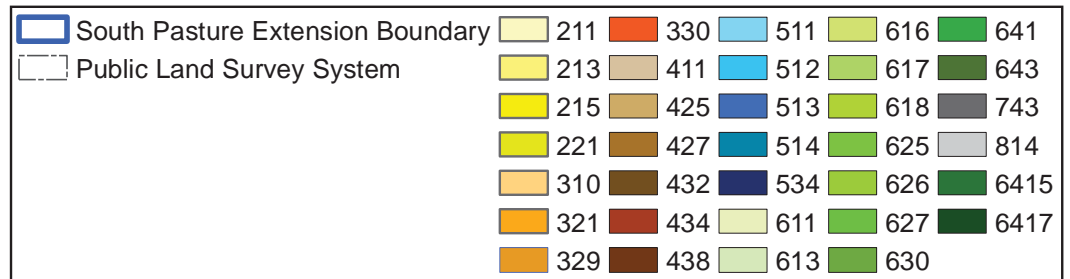 South Pasture Extension Boundary 211 330 511 616 641
Public Land Survey System 213 411 512 617 643
215 425 513 618 743
221 427 514 625 814
310 432 534 626 6415
321 434 611 627 6417
329 438 613 630